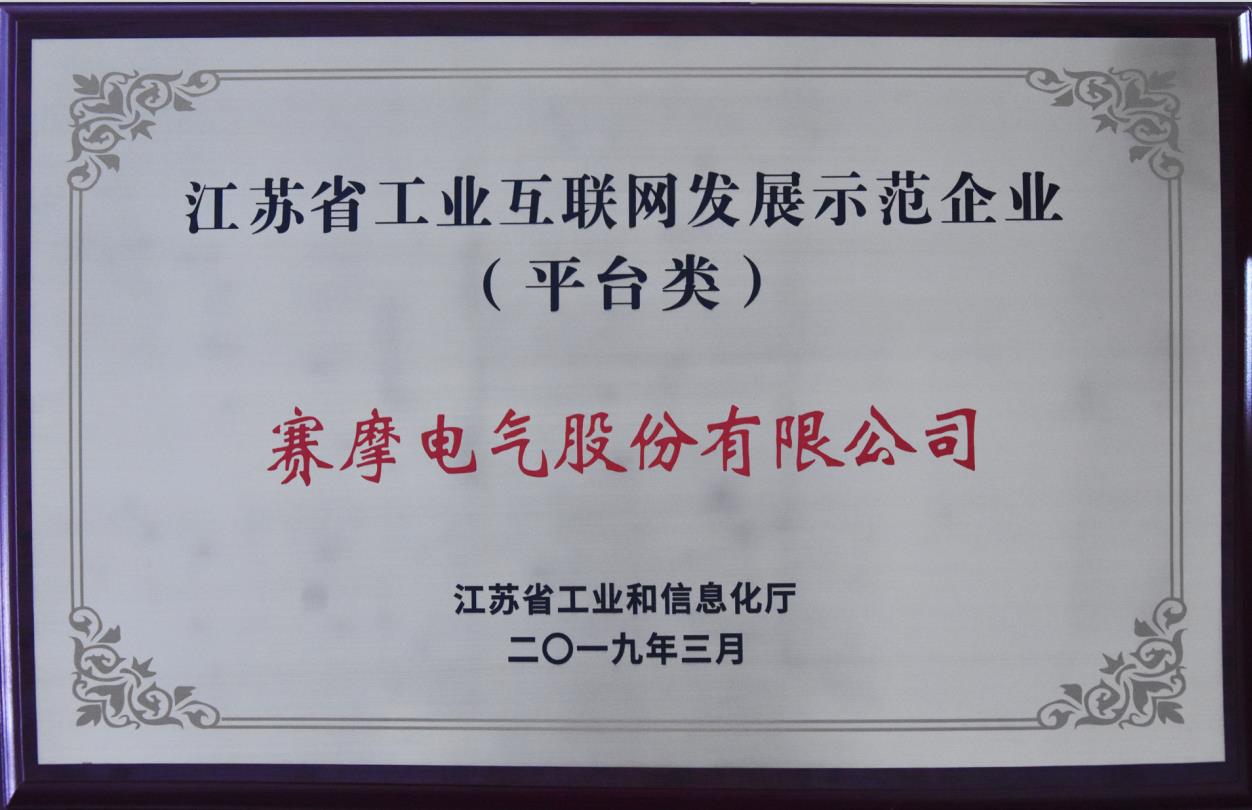 江苏省工业互联网发展示范企业
（平台类）
赛摩电气股份有限公司
江苏省工业和信息化厅
二〇一九年三月